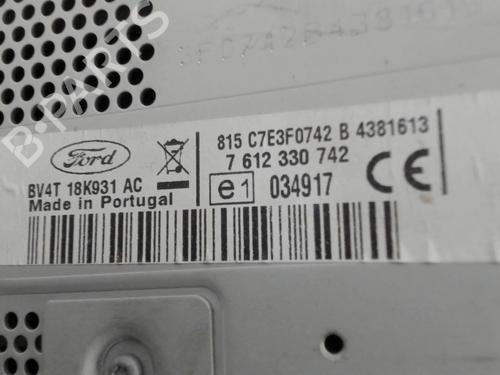 B-PARTS
Ford
BV4T 18K931 AC
Made in Portugal
815 C7E3F0742 B 4381613
7 612 330 742
e1 034917 CE